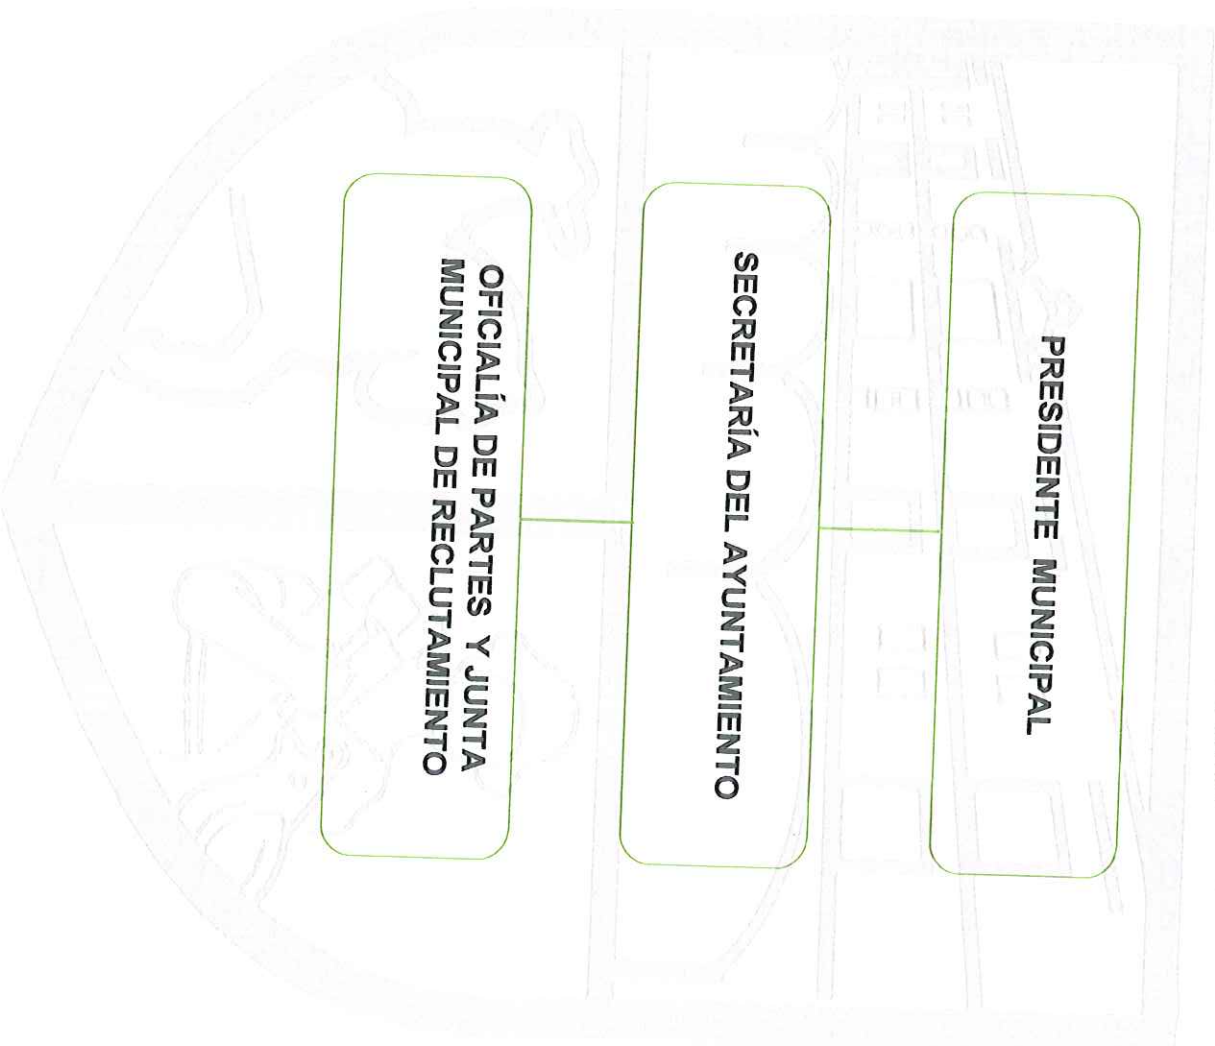 PRESIDENTE MUNICIPAL
SECRETARÍA DEL AYUNTAMIENTO
OFICIALÍA DE PARTES Y JUNTA
MUNICIPAL DE RECLUTAMIENTO